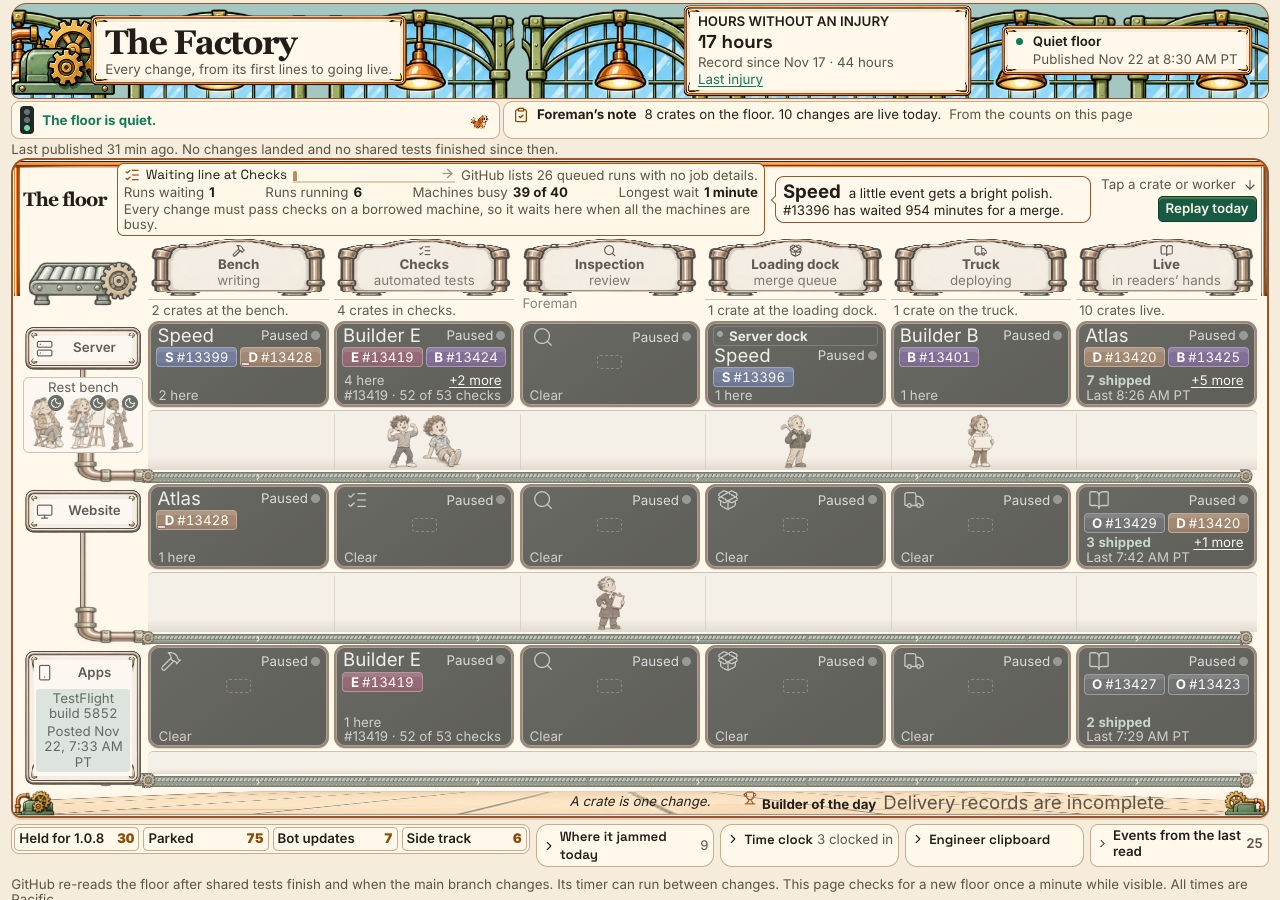 The Factory
Every change, from its first lines to going live.
HOURS WITHOUT AN INJURY
17 hours
Record since Nov 17 · 44 hours
Last injury
Quiet floor
Published Nov 22 at 8:30 AM PT
The floor is quiet.
Foreman's note 8 crates on the floor. 10 changes are live today. From the counts on this page
Last published 31 min ago. No changes landed and no shared tests finished since then.
The floor
Waiting line at Checks
GitHub lists 26 queued runs with no job details.
Runs waiting 1 Runs running 6 Machines busy 39 of 40 Longest wait 1 minute
Every change must pass checks on a borrowed machine, so it waits here when all the machines are
busy.
Speed a little event gets a bright polish.
#13396 has waited 954 minutes for a merge.
Tap a crate or worker ↓
Replay today
Bench
writing
Checks
automated tests
Inspection
review
Loading dock
merge queue
Truck
deploying
Live
in readers' hands
2 crates at the bench.
4 crates in checks.
Foreman
1 crate at the loading dock.
1 crate on the truck.
10 crates live.
Server
Rest bench
Speed Paused
S #13399 _D #13428
2 here
Builder E Paused
E #13419 B #13424
4 here +2 more
#13419 · 52 of 53 checks
Paused
Clear
Server dock
Speed Paused
S #13396
1 here
Builder B Paused
B #13401
1 here
Atlas Paused
D #13420 B #13425
7 shipped +5 more
Last 8:26 AM PT
Website
Atlas Paused
_D #13428
1 here
Paused
Clear
Paused
Clear
Paused
Clear
Paused
Clear
Paused
O #13429 D #13420
3 shipped +1 more
Last 7:42 AM PT
Apps
TestFlight
build 5852
Posted Nov
22, 7:33 AM
PT
Paused
Clear
Builder E Paused
E #13419
1 here
#13419 · 52 of 53 checks
Paused
Clear
Paused
Clear
Paused
Clear
Paused
O #13427 O #13423
2 shipped
Last 7:29 AM PT
A crate is one change.
Builder of the day Delivery records are incomplete
Held for 1.0.8 30
Parked 75
Bot updates 7
Side track 6
Where it jammed
today
9
Time clock 3 clocked in
Engineer clipboard
Events from the last
read
25
GitHub re-reads the floor after shared tests finish and when the main branch changes. Its timer can run between changes. This page checks for a new floor once a minute while visible. All times are
Pacific.